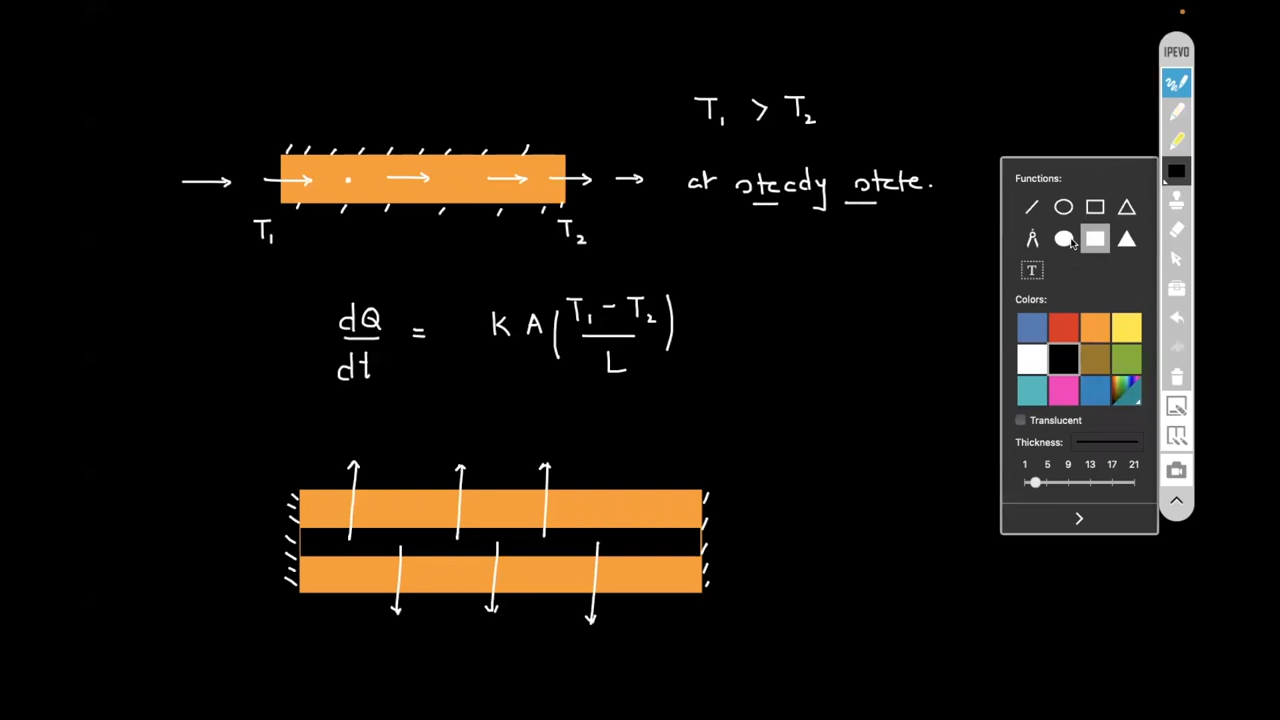 T₁ > T₂
at steady state.
T₁ T₂
dQ/dt = K A ( T₁ - T₂ / L )
IPEVO
Functions:
T
Colors:
Translucent
Thickness:
1 5 9 13 17 21